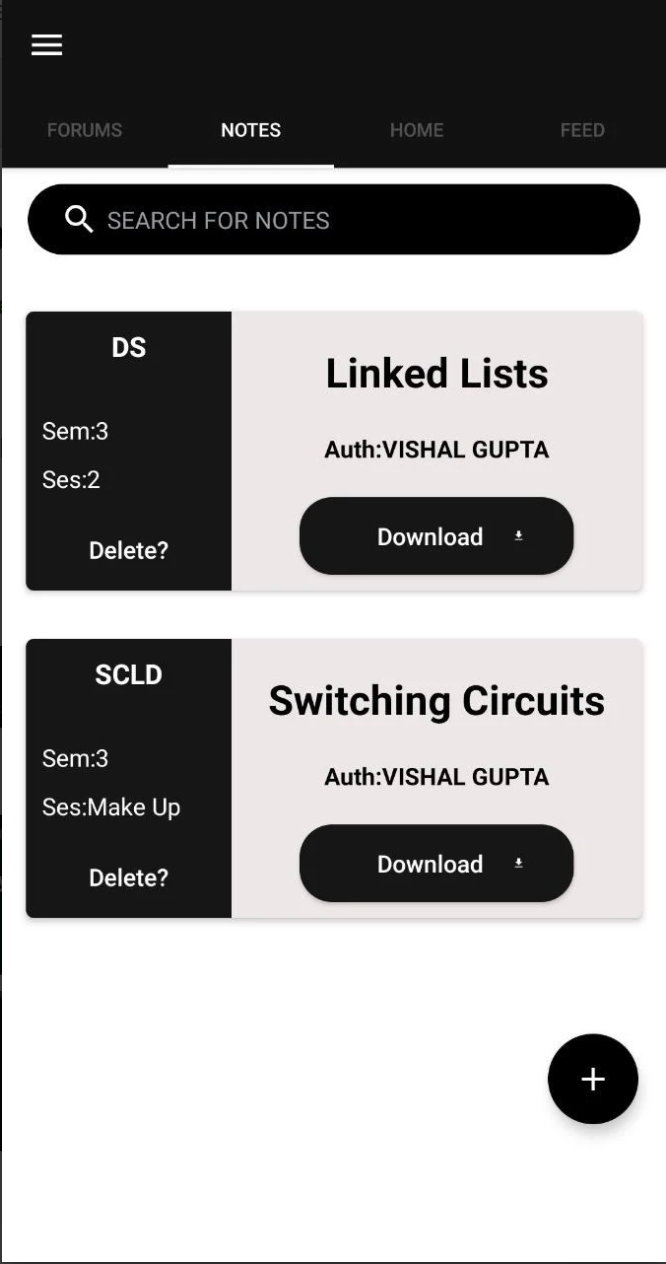 FORUMS NOTES HOME FEED
SEARCH FOR NOTES
DS
Sem:3
Ses:2
Delete?
Linked Lists
Auth:VISHAL GUPTA
Download
SCLD
Sem:3
Ses:Make Up
Delete?
Switching Circuits
Auth:VISHAL GUPTA
Download